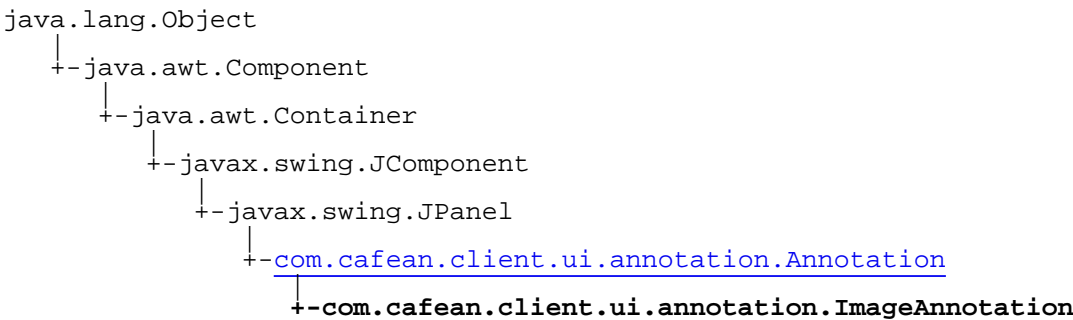 java.lang.Object
|
+-java.awt.Component
|
+-java.awt.Container
|
+-javax.swing.JComponent
|
+-javax.swing.JPanel
|
+-com.cafean.client.ui.annotation.Annotation
|
+-com.cafean.client.ui.annotation.ImageAnnotation